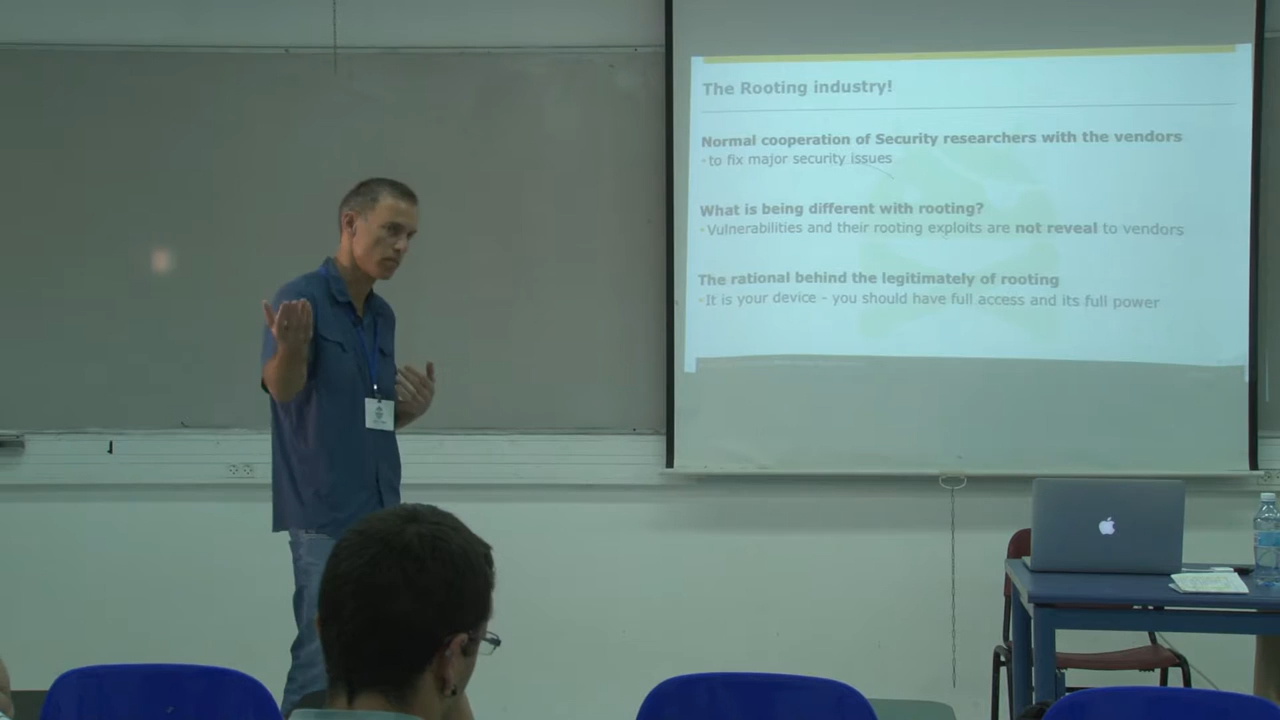 The Rooting industry!
Normal cooperation of Security researchers with the vendors
•to fix major security issues
What is being different with rooting?
•Vulnerabilities and their rooting exploits are not reveal to vendors
The rational behind the legitimately of rooting
•It is your device - you should have full access and its full power